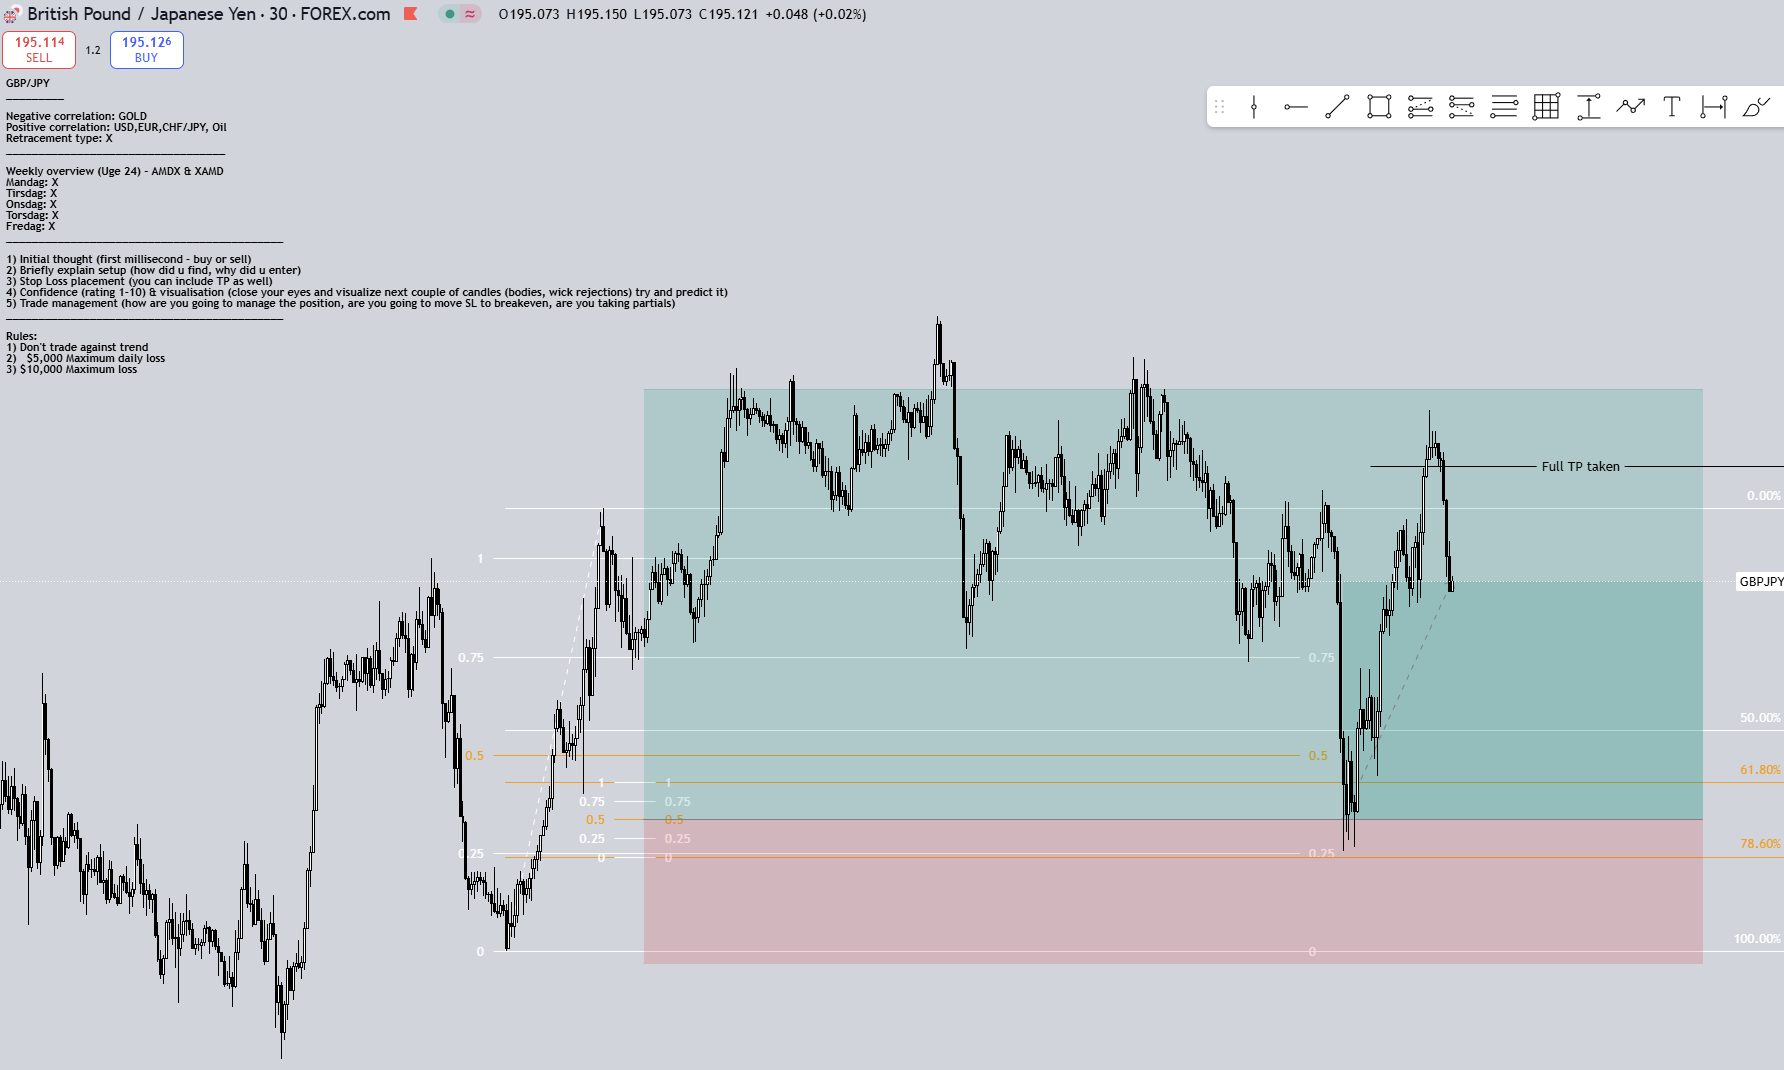 British Pound / Japanese Yen · 30 · FOREX.com
O195.073 H195.150 L195.073 C195.121 +0.048 (+0.02%)
195.114 1.2 195.126
SELL BUY
GBP/JPY
Negative correlation: GOLD
Positive correlation: USD,EUR,CHF/JPY, Oil
Retracement type: X
Weekly overview (Uge 24) - AMDX & XAMD
Mandag: X
Tirsdag: X
Onsdag: X
Torsdag: X
Fredag: X
1) Initial thought (first millisecond - buy or sell)
2) Briefly explain setup (how did u find, why did u enter)
3) Stop Loss placement (you can include TP as well)
4) Confidence (rating 1-10) & visualisation (close your eyes and visualize next couple of candles (bodies, wick rejections) try and predict it)
5) Trade management (how are you going to manage the position, are you going to move SL to breakeven, are you taking partials)
Rules:
1) Don't trade against trend
2) $5,000 Maximum daily loss
3) $10,000 Maximum loss
Full TP taken
0.00%
1
GBPJPY
0.75 0.75
50.00%
0.5 0.5
61.80%
1 1
0.75 0.75
0.5 0.5
0.25 0.25
78.60%
0.25 0.25
0 0
100.00%
0 0